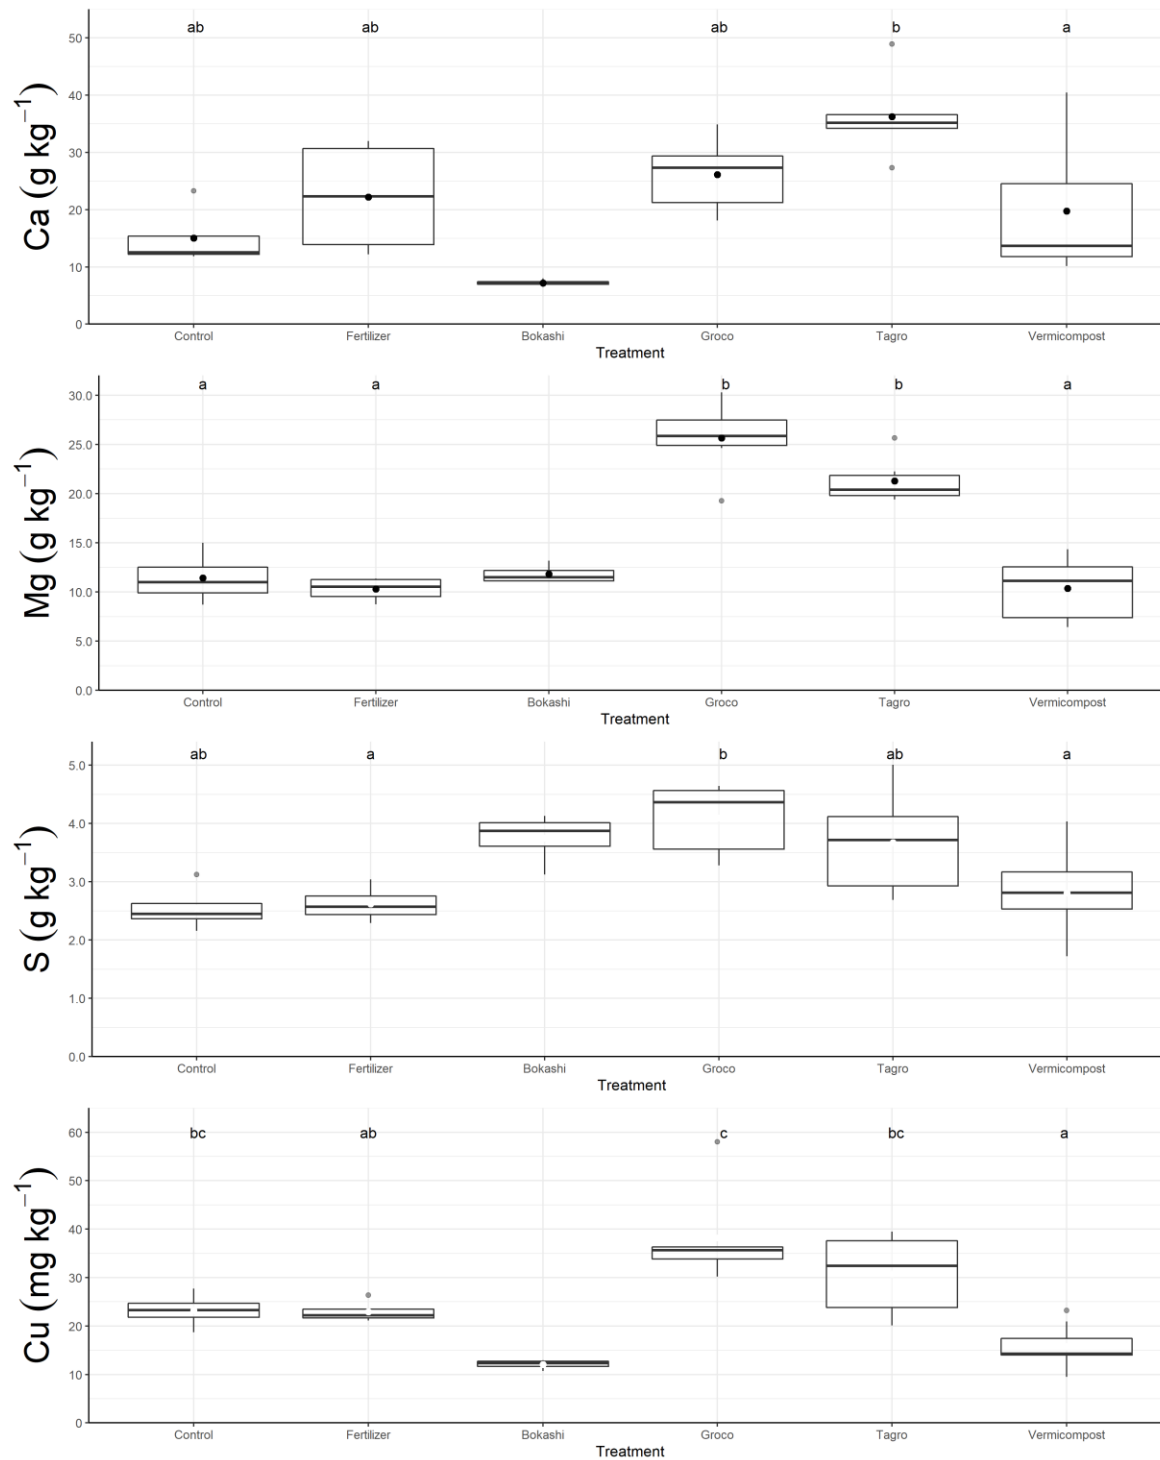 ab ab ab b a
50
40
30
20
10
0
Ca (g kg⁻¹)
Control Fertilizer Bokashi Groco Tagro Vermicompost
Treatment
a a b b a
30.0
25.0
20.0
15.0
10.0
5.0
0.0
Mg (g kg⁻¹)
Control Fertilizer Bokashi Groco Tagro Vermicompost
Treatment
ab a b ab a
5.0
4.0
3.0
2.0
1.0
0.0
S (g kg⁻¹)
Control Fertilizer Bokashi Groco Tagro Vermicompost
Treatment
bc ab c bc a
60
50
40
30
20
10
0
Cu (mg kg⁻¹)
Control Fertilizer Bokashi Groco Tagro Vermicompost
Treatment